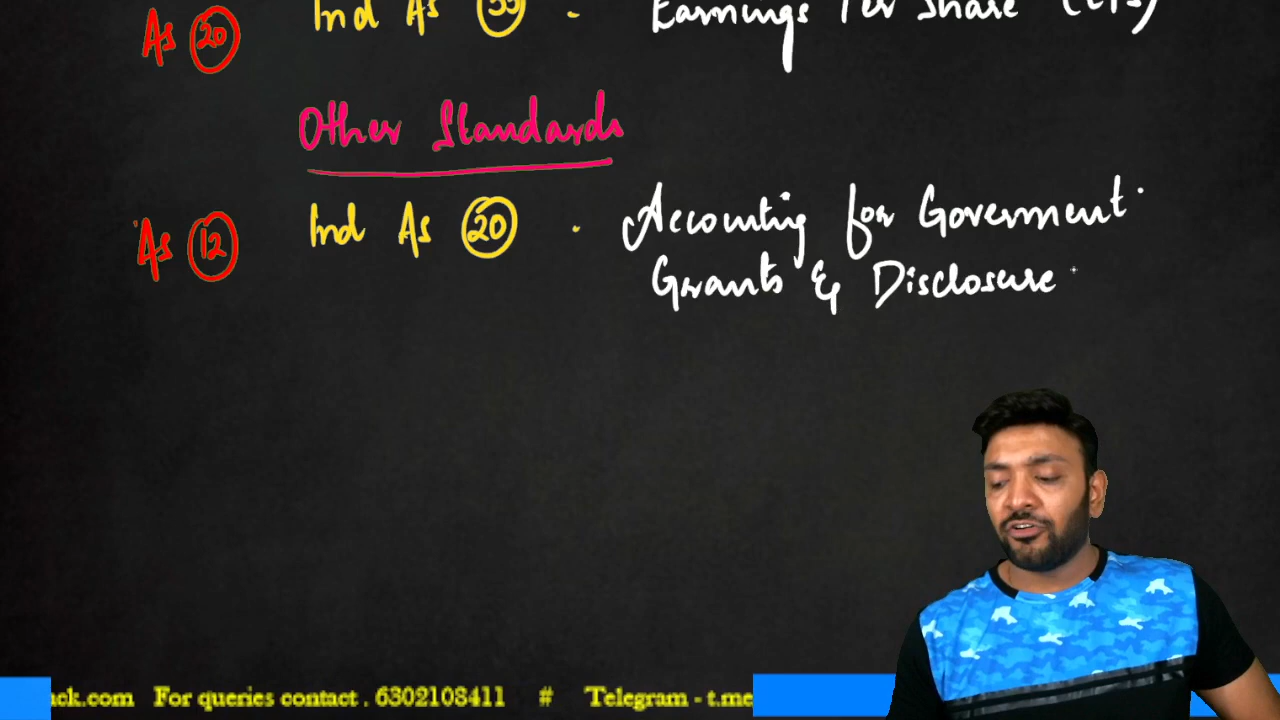 As 20 Ind As 33 - Earnings Per Share (EPS)
Other Standards
As 12 Ind As 20 - Accounting for Goverment
Grants & Disclosure
ack.com For queries contact . 6302108411 # Telegram - t.me